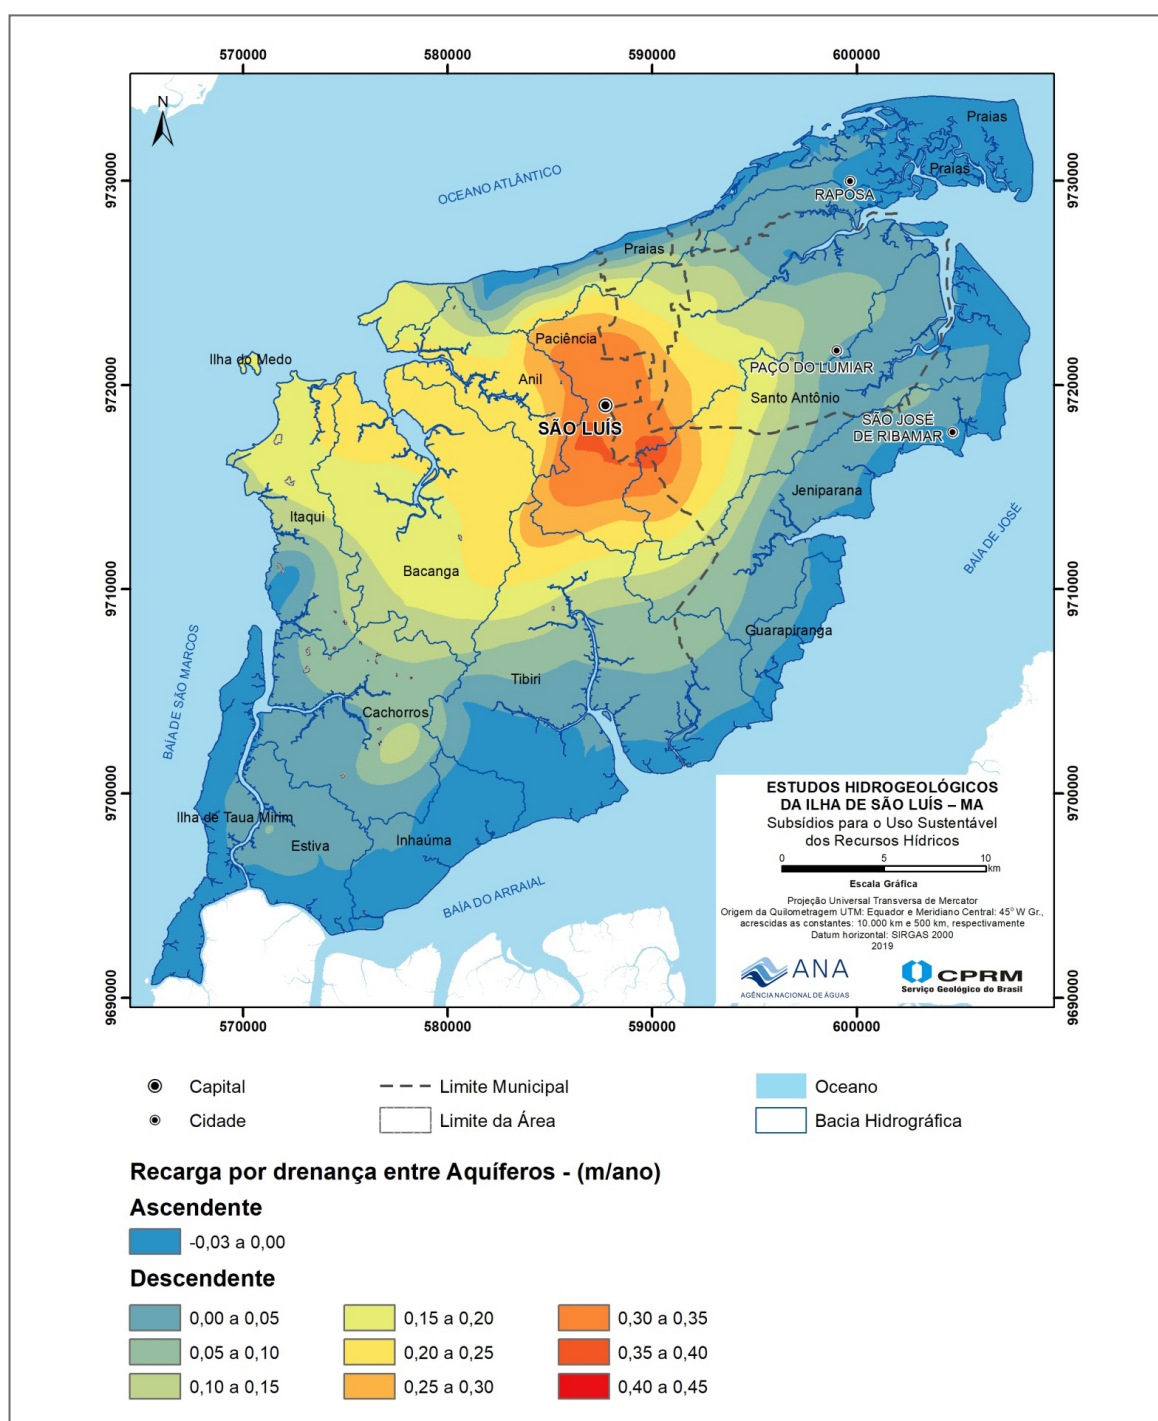 570000
580000
590000
600000
N
9730000
9730000
Praias
Praias
RAPOSA
OCEANO ATLÂNTICO
Praias
Paciência
Ilha do Medo
PAÇO DO LUMIAR
9720000
9720000
Anil
Santo Antônio
SÃO LUÍS
SÃO JOSÉ
DE RIBAMAR
Jeniparana
Itaqui
BAÍA DE JOSÉ
Bacanga
9710000
9710000
Guarapiranga
BAÍA DE SÃO MARCOS
Tibiri
Cachorros
9700000
9700000
Ilha de Taua Mirim
Estiva
Inhaúma
BAÍA DO ARRAIAL
ESTUDOS HIDROGEOLÓGICOS
DA ILHA DE SÃO LUÍS – MA
Subsídios para o Uso Sustentável
dos Recursos Hídricos
0
5
10
km
Escala Gráfica
Projeção Universal Transversa de Mercator
Origem da Quilometragem UTM: Equador e Meridiano Central: 45° W Gr.,
acrescidas as constantes: 10.000 km e 500 km, respectivamente
Datum horizontal: SIRGAS 2000
2019
ANA
AGÊNCIA NACIONAL DE ÁGUAS
CPRM
Serviço Geológico do Brasil
9690000
9690000
570000
580000
590000
600000
Capital
Limite Municipal
Oceano
Cidade
Limite da Área
Bacia Hidrográfica
Recarga por drenança entre Aquíferos - (m/ano)
Ascendente
-0,03 a 0,00
Descendente
0,00 a 0,05
0,15 a 0,20
0,30 a 0,35
0,05 a 0,10
0,20 a 0,25
0,35 a 0,40
0,10 a 0,15
0,25 a 0,30
0,40 a 0,45